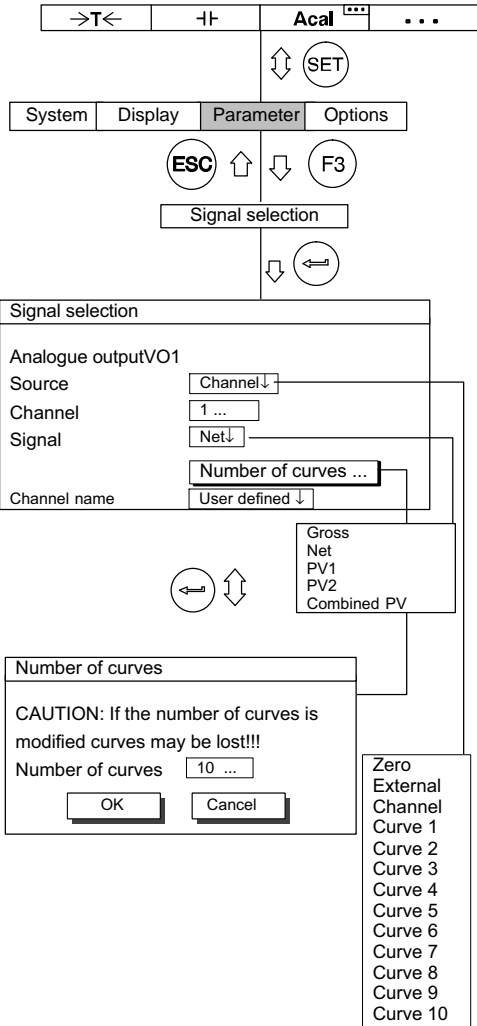 →T← ⊣⊢ Acal ...
SET
System Display Parameter Options
ESC F3
Signal selection
Signal selection
Analogue outputVO1
Source Channel↓
Channel 1 ...
Signal Net↓
Number of curves ...
Channel name User defined ↓
Gross
Net
PV1
PV2
Combined PV
Number of curves
CAUTION: If the number of curves is
modified curves may be lost!!!
Number of curves 10 ...
OK Cancel
Zero
External
Channel
Curve 1
Curve 2
Curve 3
Curve 4
Curve 5
Curve 6
Curve 7
Curve 8
Curve 9
Curve 10